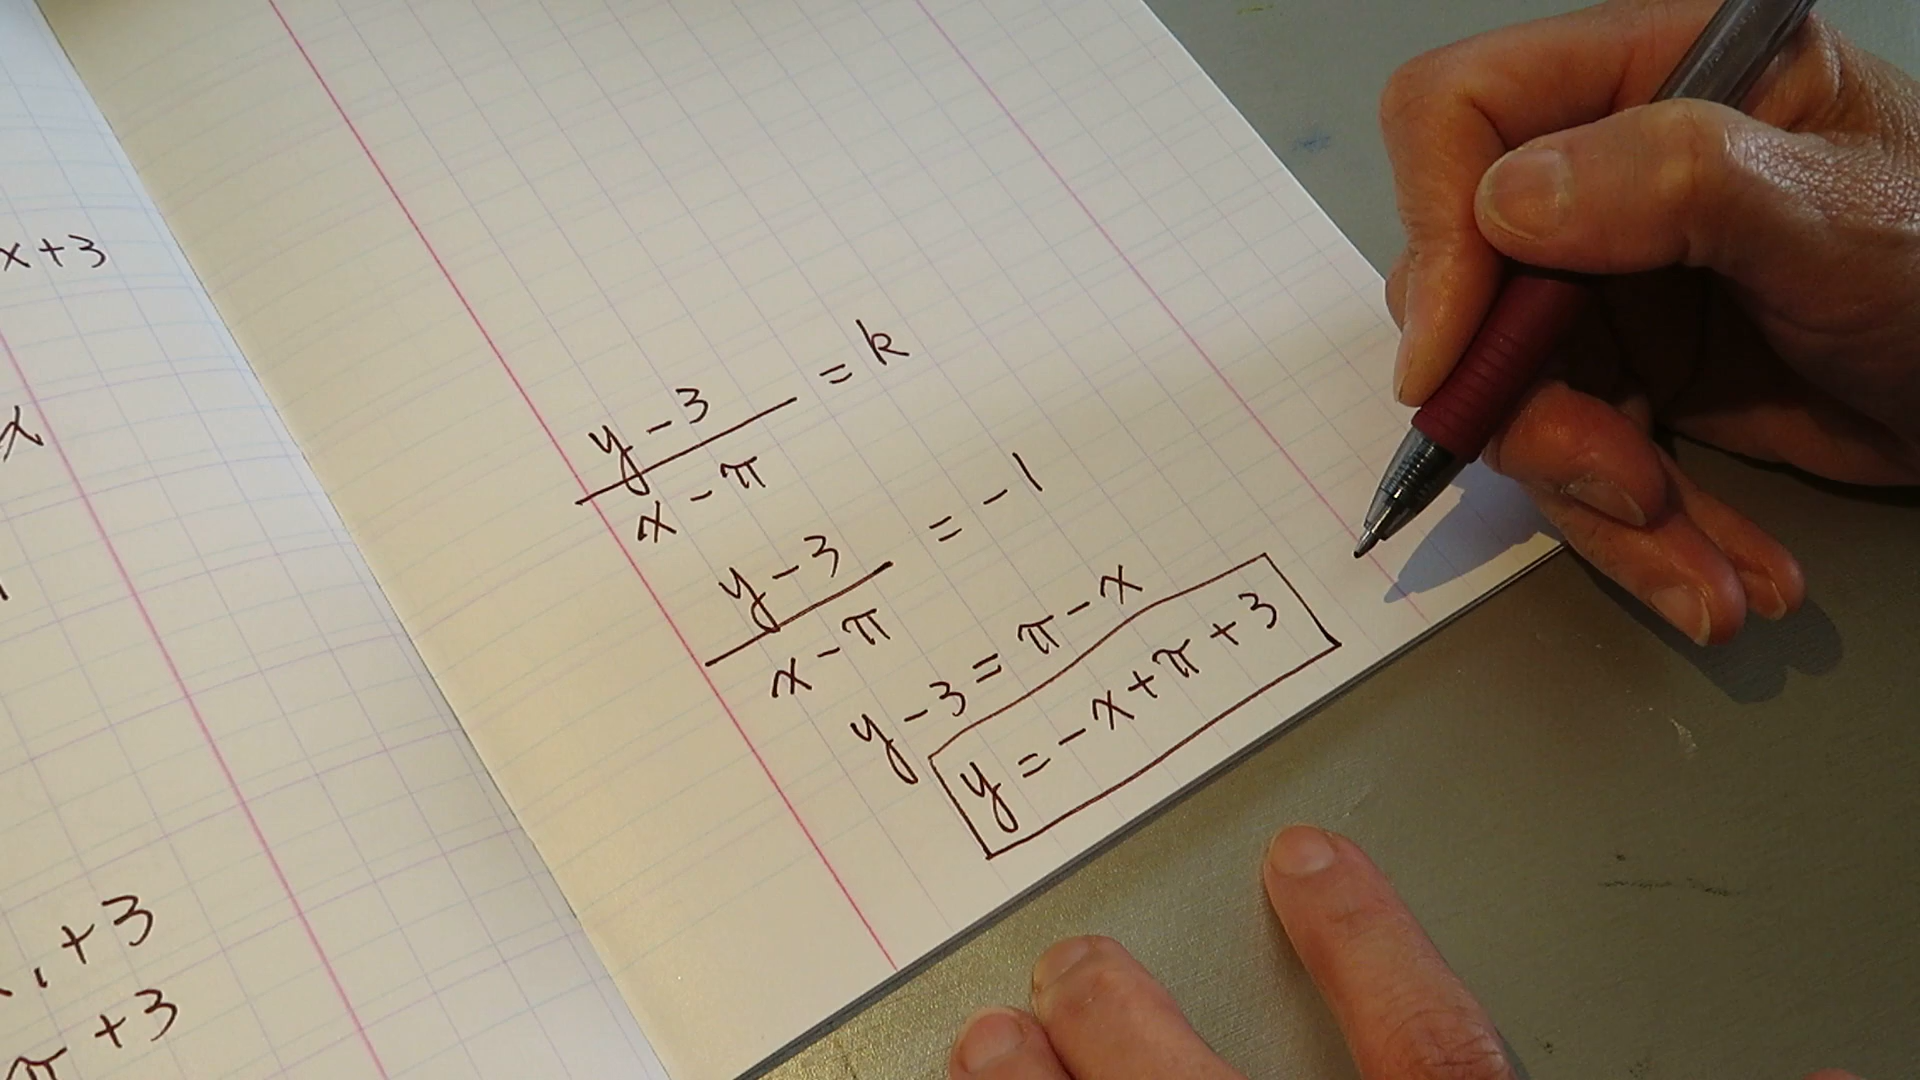 x+3
x
, +3
π +3
y-3 / x-π = k
y-3 / x-π = -1
y-3 = π-x
y = -x+π+3